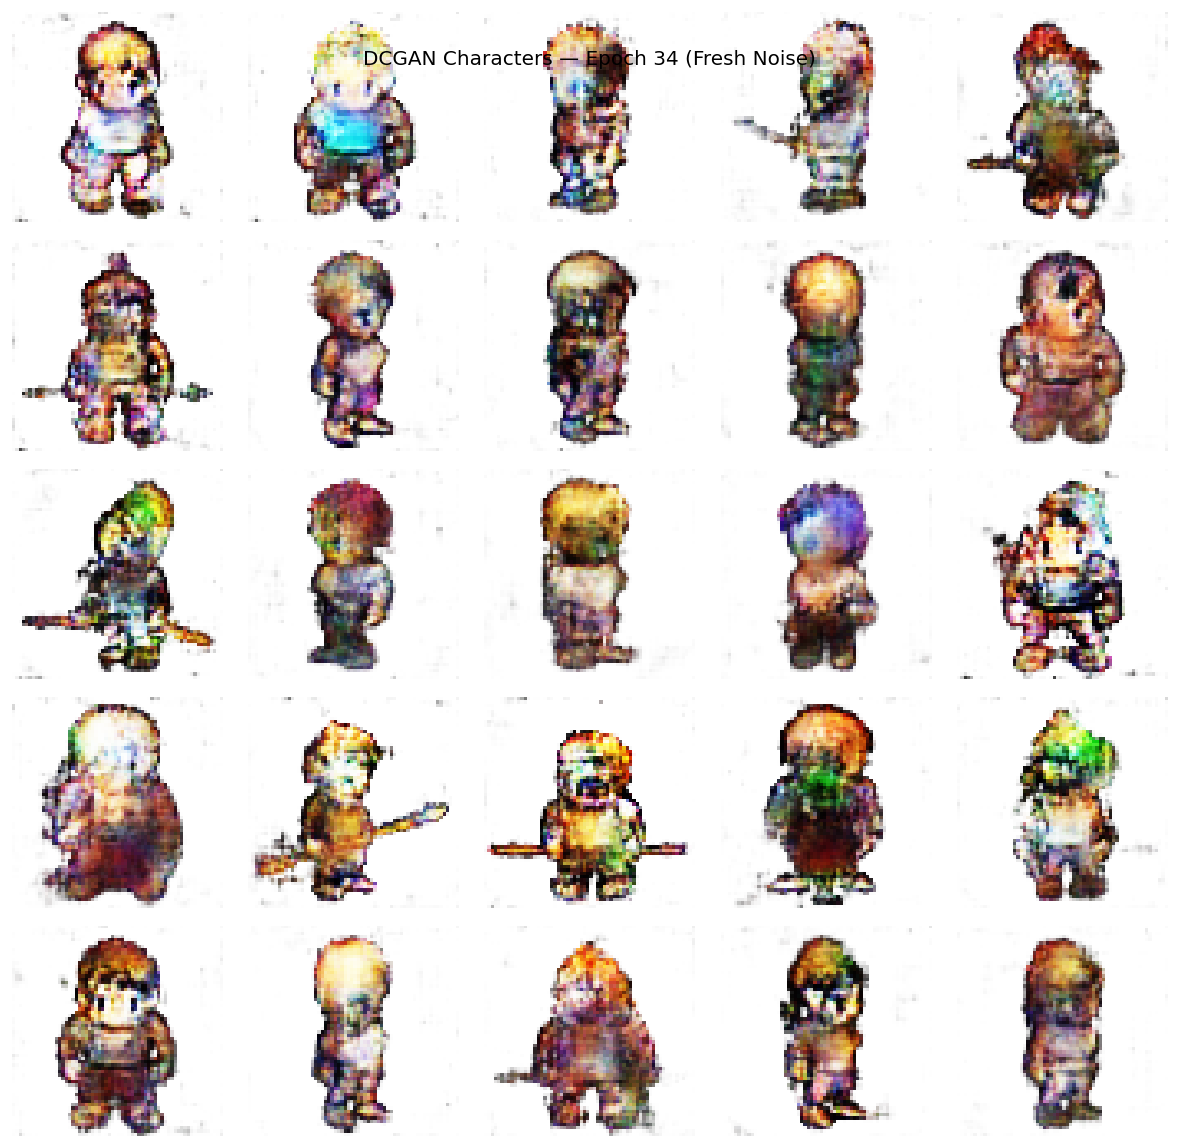 DCGAN Characters — Epoch 34 (Fresh Noise)